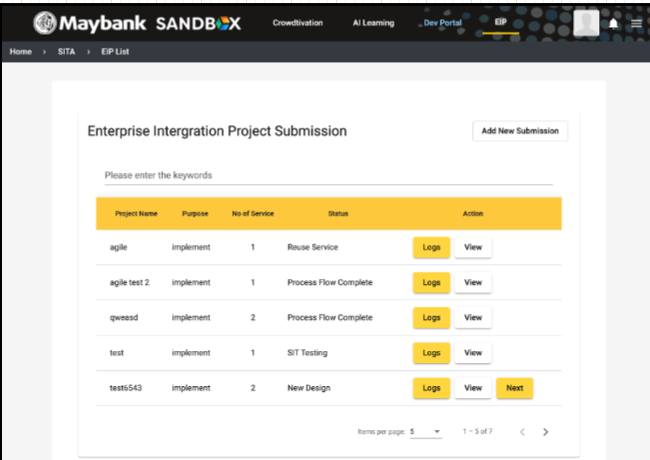 Maybank SANDBOX Crowdtivation AI Learning Dev Portal EIP
Home > SITA > EIP List
Enterprise Intergration Project Submission Add New Submission
Please enter the keywords
Project Name Purpose No of Service Status Action
agile implement 1 Reuse Service Logs View
agile test 2 implement 1 Process Flow Complete Logs View
qweasd implement 2 Process Flow Complete Logs View
test implement 1 SIT Testing Logs View
test6543 implement 2 New Design Logs View Next
Items per page: 5 1 – 5 of 7